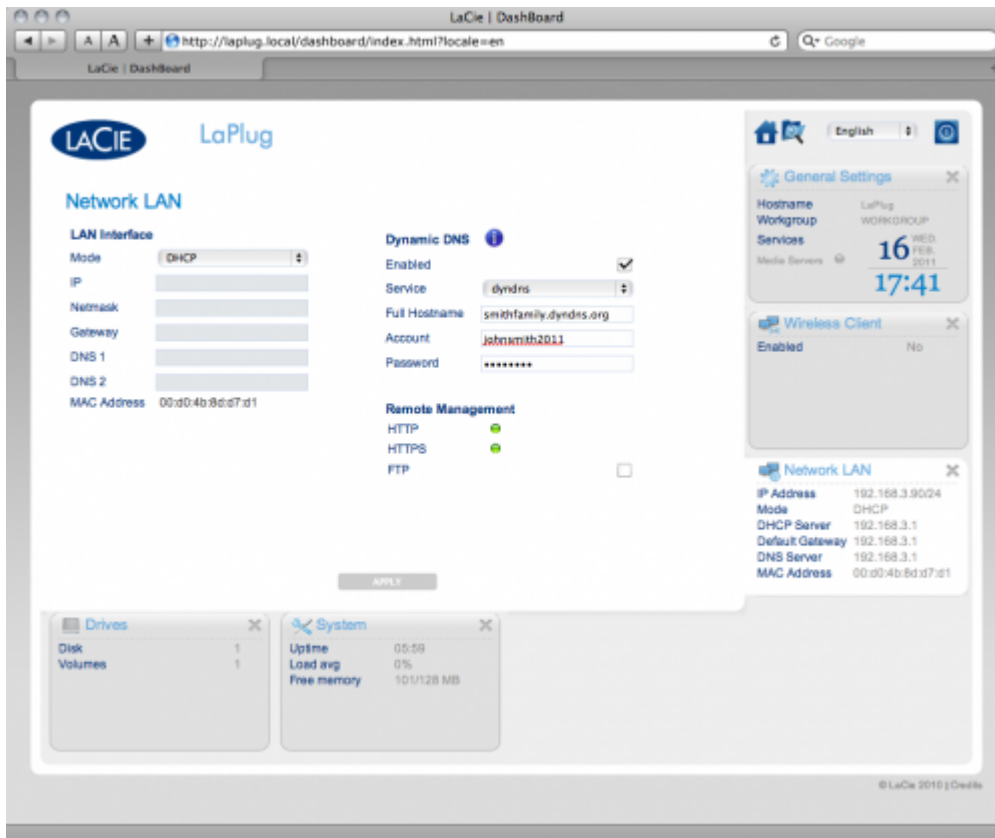 LaCie | DashBoard
A A + http://laplug.local/dashboard/index.html?locale=en Google
LaCie | DashBoard
LACIE LaPlug
English
Network LAN
LAN Interface
Mode DHCP
IP
Netmask
Gateway
DNS 1
DNS 2
MAC Address 00:d0:4b:8d:d7:d1
Dynamic DNS i
Enabled
Service dyndns
Full Hostname smithfamily.dyndns.org
Account johnsmith2011
Password ••••••••
Remote Management
HTTP
HTTPS
FTP
APPLY
General Settings
Hostname LaPlug
Workgroup WORKGROUP
Services
Media Servers
16 WED. FEB. 2011
17:41
Wireless Client
Enabled No
Network LAN
IP Address 192.168.3.90/24
Mode DHCP
DHCP Server 192.168.3.1
Default Gateway 192.168.3.1
DNS Server 192.168.3.1
MAC Address 00:d0:4b:8d:d7:d1
Drives
Disk 1
Volumes 1
System
Uptime 05:59
Load avg 0%
Free memory 101/128 MB
© LaCie 2010 | Credits